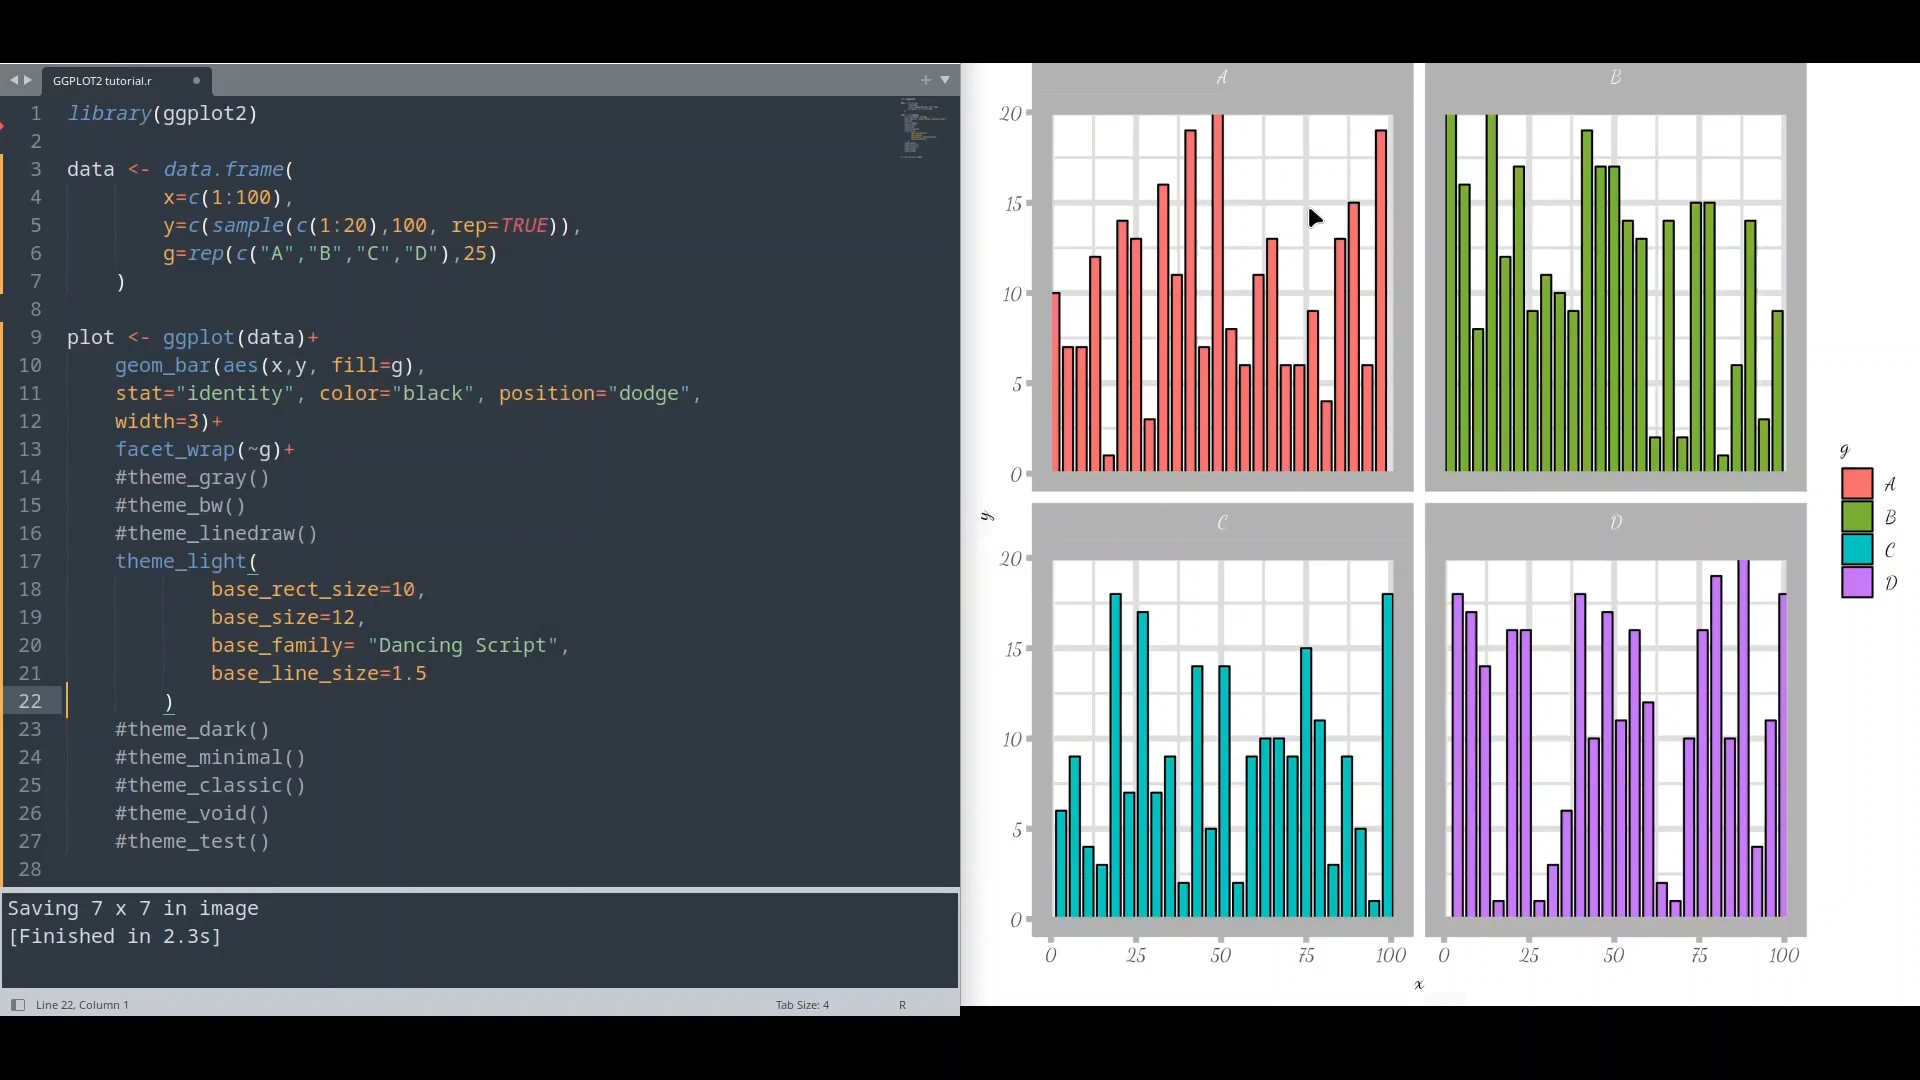 GGPLOT2 tutorial.r
1 library(ggplot2)
2
3 data <- data.frame(
4 x=c(1:100),
5 y=c(sample(c(1:20),100, rep=TRUE)),
6 g=rep(c("A","B","C","D"),25)
7 )
8
9 plot <- ggplot(data)+
10 geom_bar(aes(x,y, fill=g),
11 stat="identity", color="black", position="dodge",
12 width=3)+
13 facet_wrap(~g)+
14 #theme_gray()
15 #theme_bw()
16 #theme_linedraw()
17 theme_light(
18 base_rect_size=10,
19 base_size=12,
20 base_family= "Dancing Script",
21 base_line_size=1.5
22 )
23 #theme_dark()
24 #theme_minimal()
25 #theme_classic()
26 #theme_void()
27 #theme_test()
28
Saving 7 x 7 in image
[Finished in 2.3s]
Line 22, Column 1
Tab Size: 4
R
A
B
20
15
10
5
0
C
D
20
15
10
5
0
y
0 25 50 75 100
0 25 50 75 100
x
g
A
B
C
D